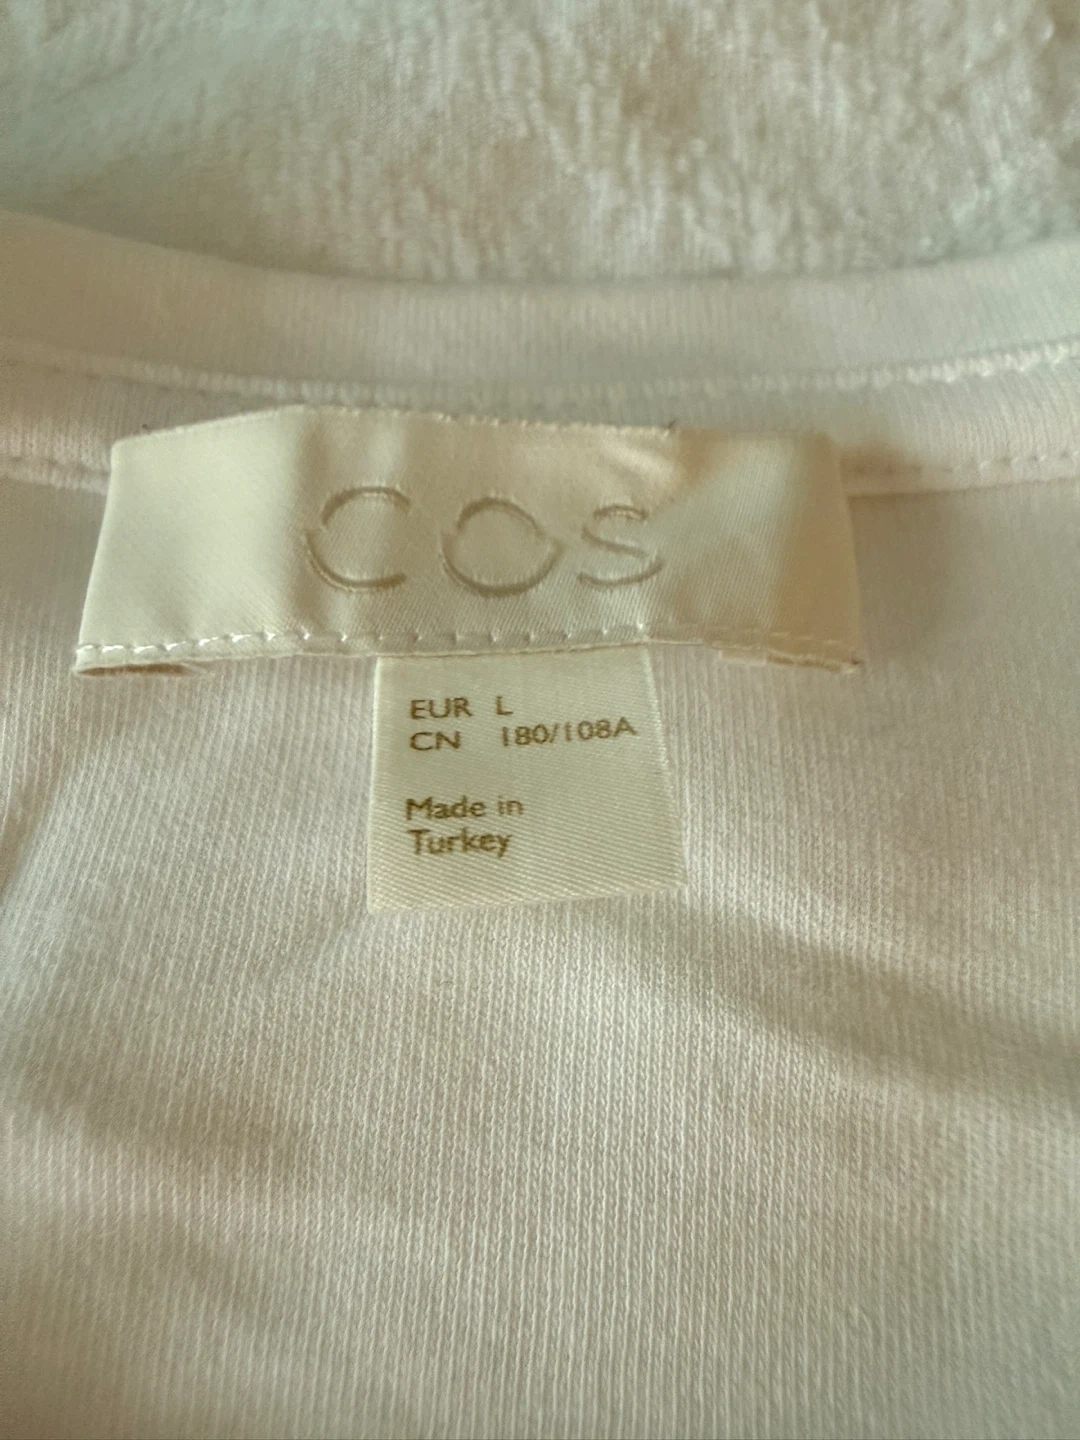 COS
EUR L
CN 180/108A
Made in
Turkey